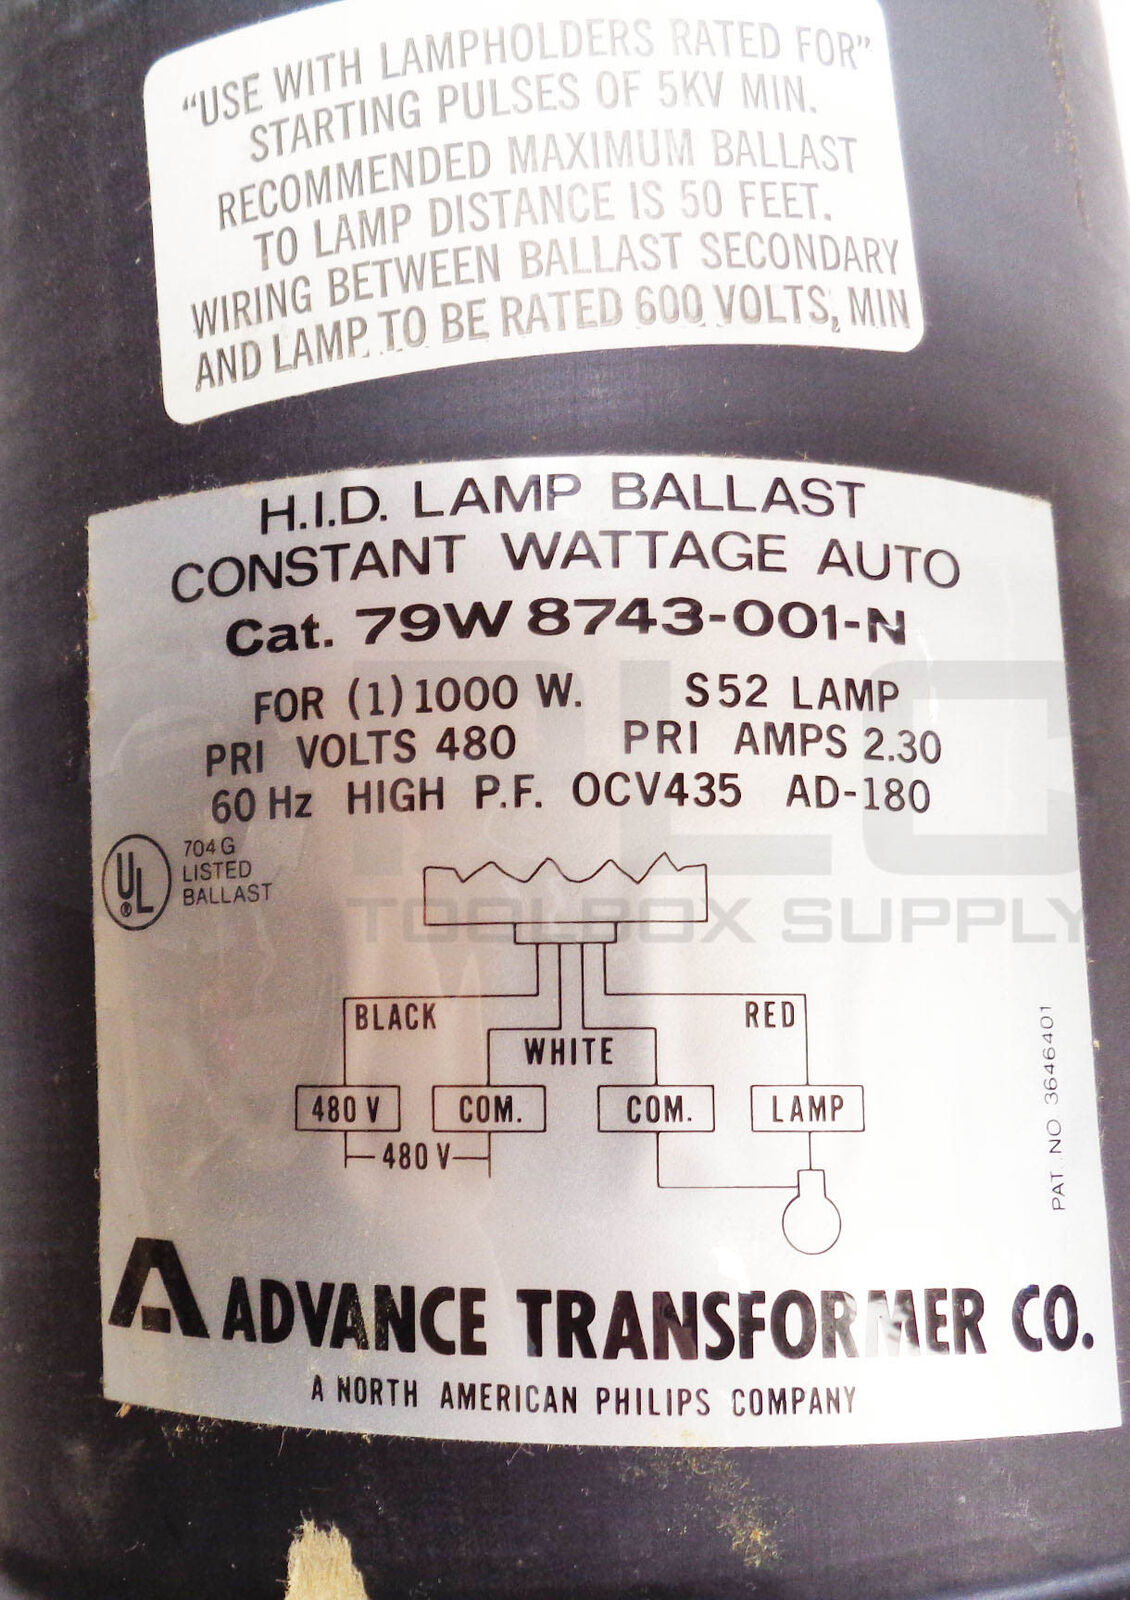 "USE WITH LAMPHOLDERS RATED FOR"
STARTING PULSES OF 5KV MIN.
RECOMMENDED MAXIMUM BALLAST
TO LAMP DISTANCE IS 50 FEET.
WIRING BETWEEN BALLAST SECONDARY
AND LAMP TO BE RATED 600 VOLTS, MIN
H.I.D. LAMP BALLAST
CONSTANT WATTAGE AUTO
Cat. 79W 8743-001-N
FOR (1) 1000 W. S52 LAMP
PRI VOLTS 480 PRI AMPS 2.30
60 Hz HIGH P.F. OCV435 AD-180
UL ®
704G
LISTED
BALLAST
PLC
TOOLBOX SUPPLY
BLACK RED
WHITE
480 V COM. COM. LAMP
480 V
PAT. NO 3646401
ADVANCE TRANSFORMER CO.
A NORTH AMERICAN PHILIPS COMPANY